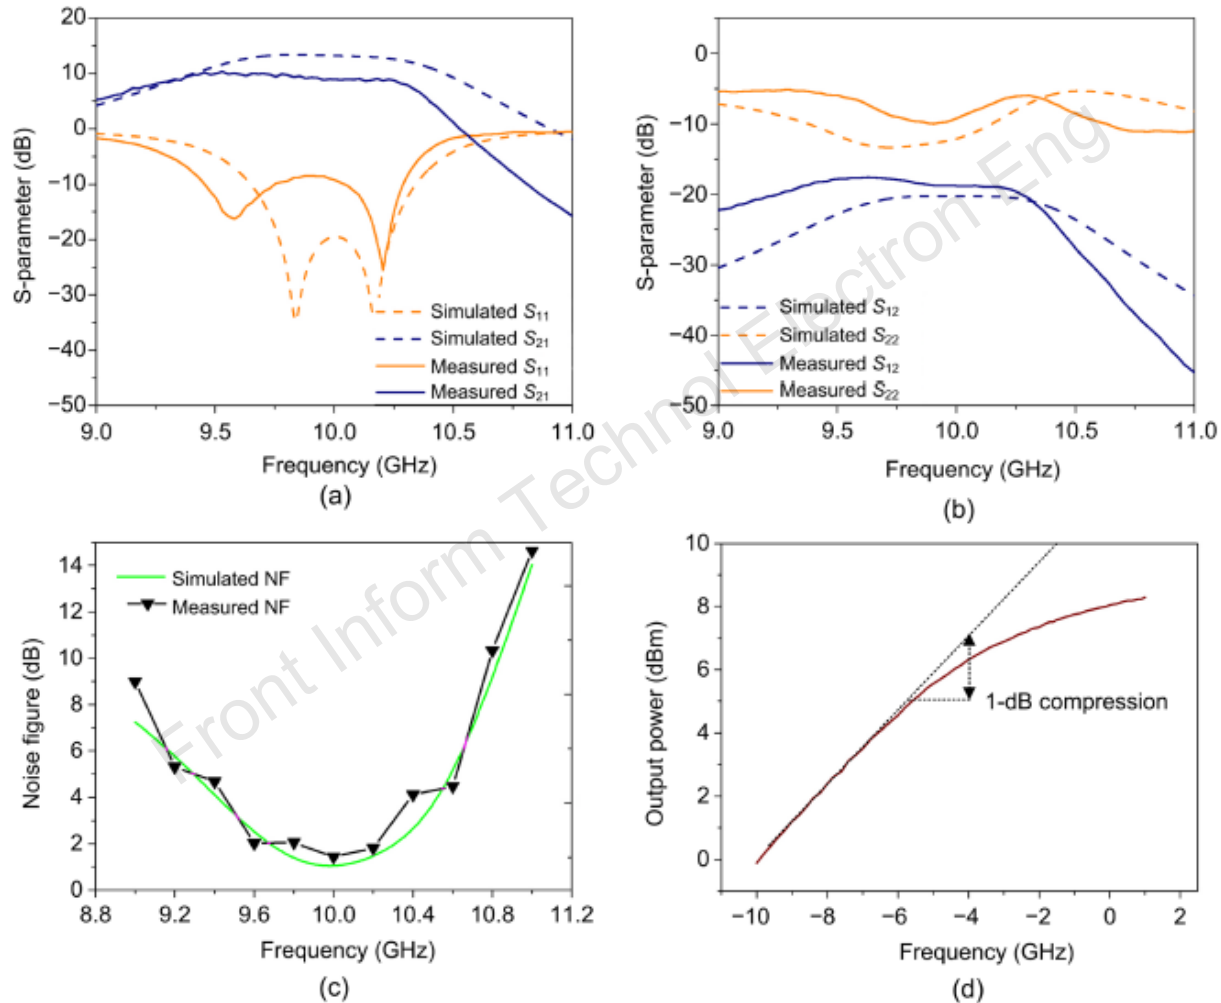 20
10
0
−10
−20
−30
−40
−50
S-parameter (dB)
Simulated S11
Simulated S21
Measured S11
Measured S21
9.0 9.5 10.0 10.5 11.0
Frequency (GHz)
(a)
0
−10
−20
−30
−40
−50
S-parameter (dB)
Simulated S12
Simulated S22
Measured S12
Measured S22
9.0 9.5 10.0 10.5 11.0
Frequency (GHz)
(b)
14
12
10
8
6
4
2
0
Noise figure (dB)
Simulated NF
Measured NF
8.8 9.2 9.6 10.0 10.4 10.8 11.2
Frequency (GHz)
(c)
10
8
6
4
2
0
Output power (dBm)
1-dB compression
−10 −8 −6 −4 −2 0 2
Frequency (GHz)
(d)
Front Inform Technol Electron Eng